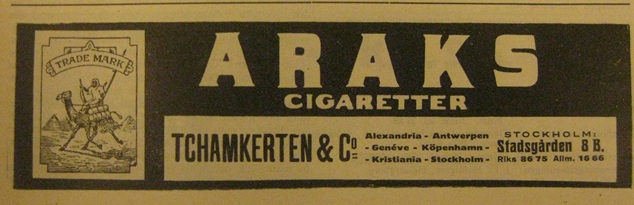 TRADE MARK
ARAKS
CIGARETTER
TCHAMKERTEN & Cº
Alexandria - Antwerpen
- Genéve - Köpenhamn -
- Kristiania - Stockholm -
STOCKHOLM:
Stadsgården 8 B.
Riks 86 75 Allm. 16 66